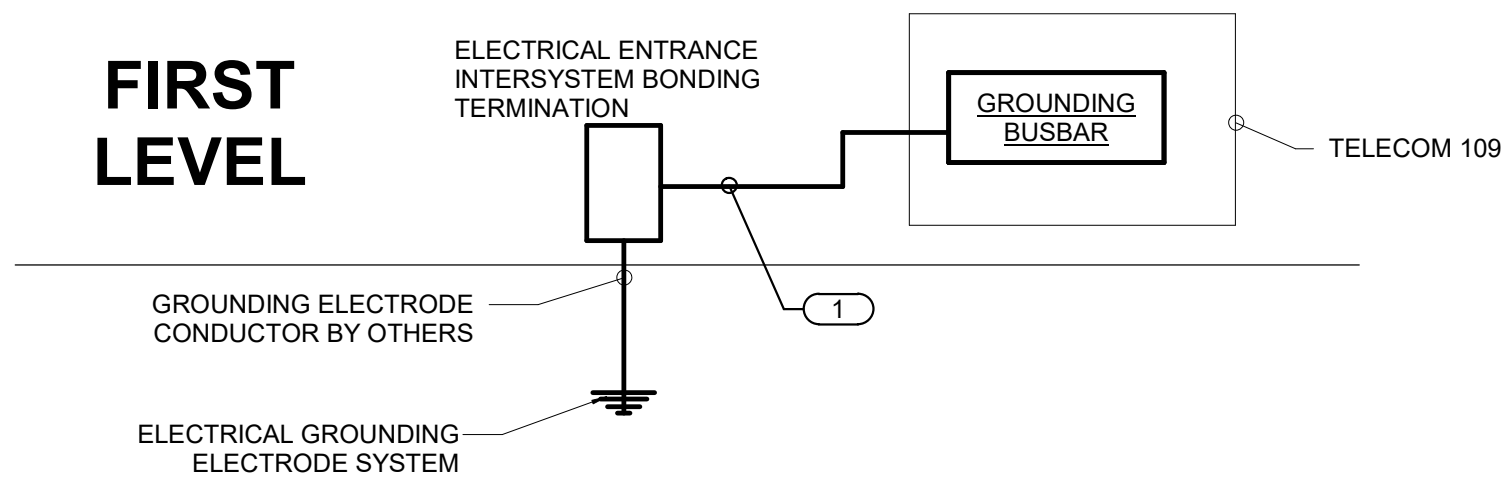 FIRST
LEVEL
ELECTRICAL ENTRANCE
INTERSYSTEM BONDING
TERMINATION
GROUNDING
BUSBAR
TELECOM 109
GROUNDING ELECTRODE
CONDUCTOR BY OTHERS
1
ELECTRICAL GROUNDING
ELECTRODE SYSTEM